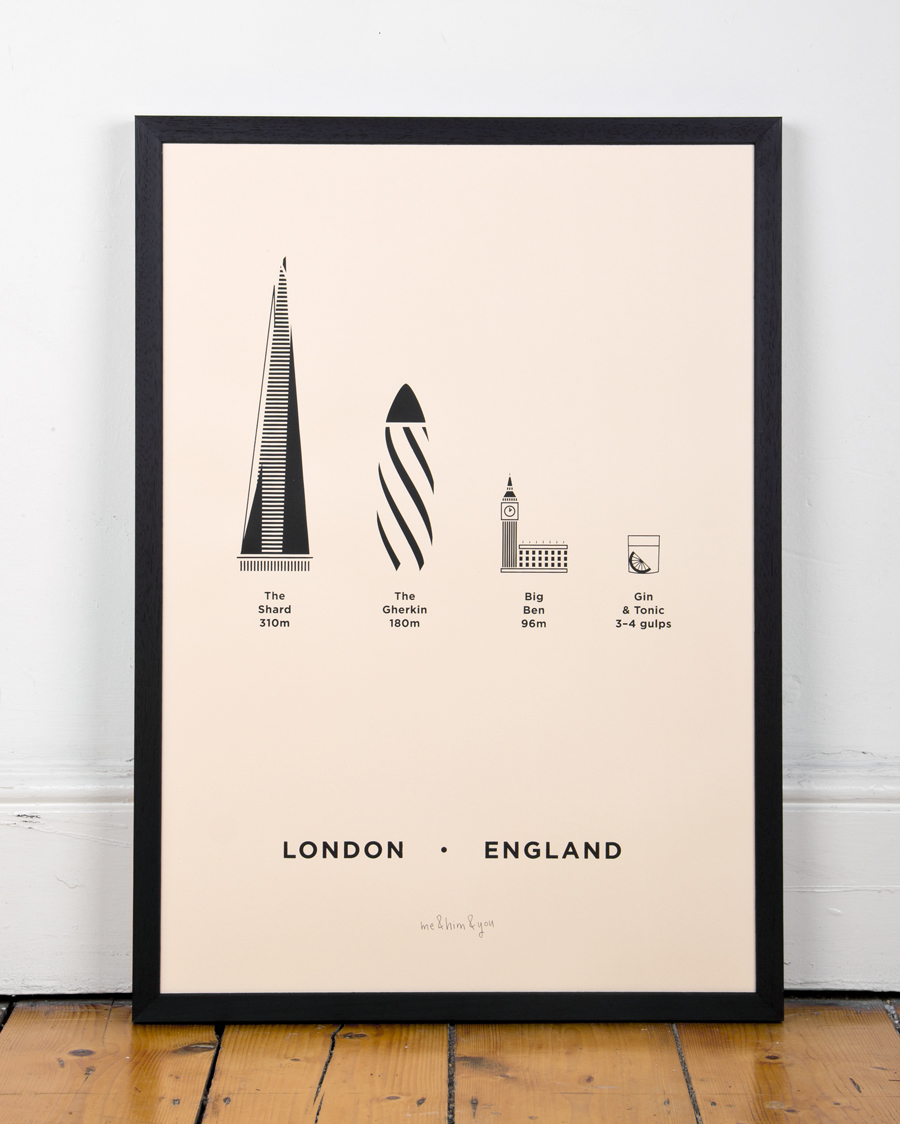 The
Shard
310m
The
Gherkin
180m
Big
Ben
96m
Gin
& Tonic
3–4 gulps
LONDON • ENGLAND
me&him&you